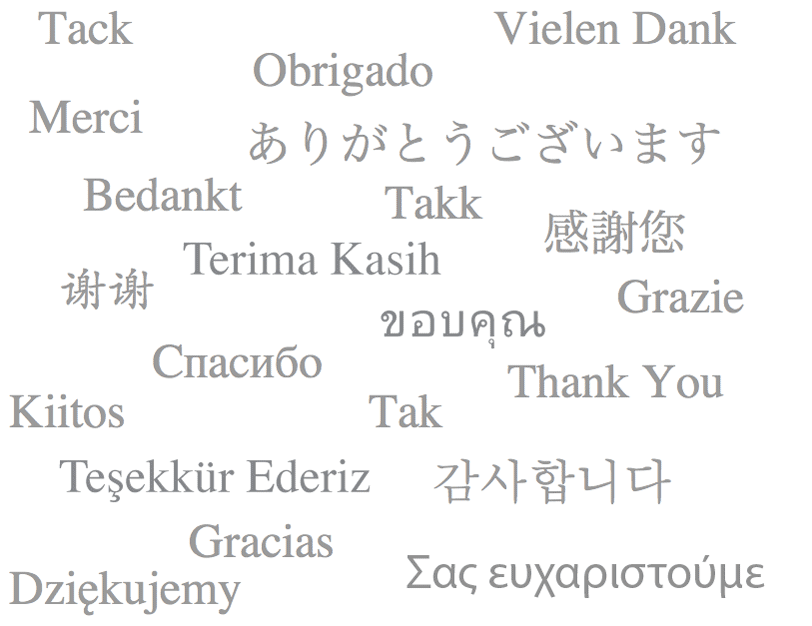 Tack
Vielen Dank
Obrigado
Merci
ありがとうございます
Bedankt
Takk
感謝您
Terima Kasih
谢谢
Grazie
ขอบคุณ
Спасибо
Thank You
Kiitos
Tak
Teşekkür Ederiz
감사합니다
Gracias
Σας ευχαριστούμε
Dziękujemy